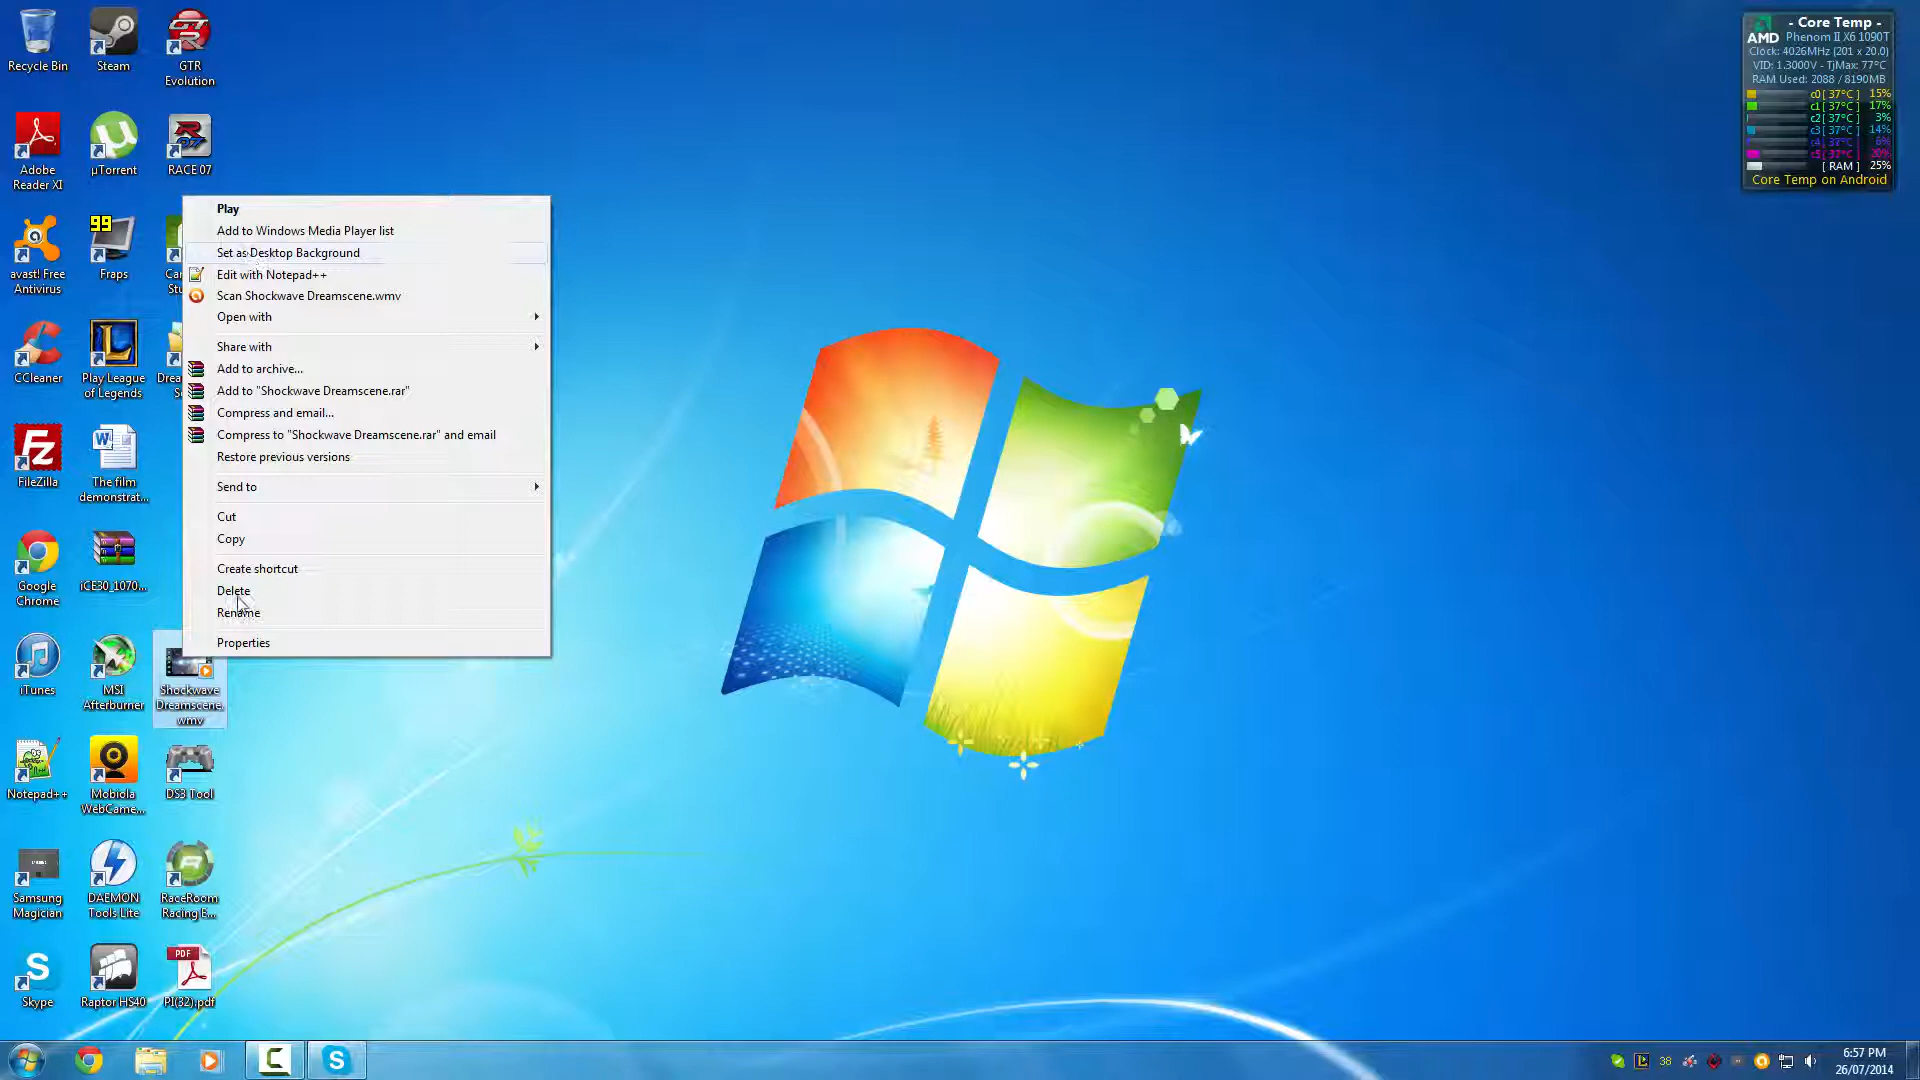 Recycle Bin
Steam
GTR
Evolution
Adobe
Reader XI
µTorrent
RACE 07
99
avast! Free
Antivirus
Fraps
CCleaner
Play League
of Legends
FileZilla
The film
demonstrat...
Google
Chrome
iCE30_1070...
iTunes
MSI
Afterburner
Shockwave
Dreamscene.
wmv
Notepad++
Mobiola
WebCame...
DS3 Tool
Samsung
Magician
DAEMON
Tools Lite
RaceRoom
Racing E...
Skype
Raptor HS40
PDF
PI(32).pdf
Play
Add to Windows Media Player list
Set as Desktop Background
Edit with Notepad++
Scan Shockwave Dreamscene.wmv
Open with
Share with
Add to archive...
Add to "Shockwave Dreamscene.rar"
Compress and email...
Compress to "Shockwave Dreamscene.rar" and email
Restore previous versions
Send to
Cut
Copy
Create shortcut
Delete
Rename
Properties
- Core Temp -
AMD Phenom II X6 1090T
Clock: 4026MHz (201 x 20.0)
VID: 1.3000V - TjMax: 77°C
RAM Used: 2088 / 8190MB
c0[ 37°C ] 15%
c1[ 37°C ] 17%
c2[ 37°C ] 3%
c3[ 37°C ] 14%
c4[ 37°C ] 6%
c5[ 37°C ] 20%
[ RAM ] 25%
Core Temp on Android
38
6:57 PM
26/07/2014